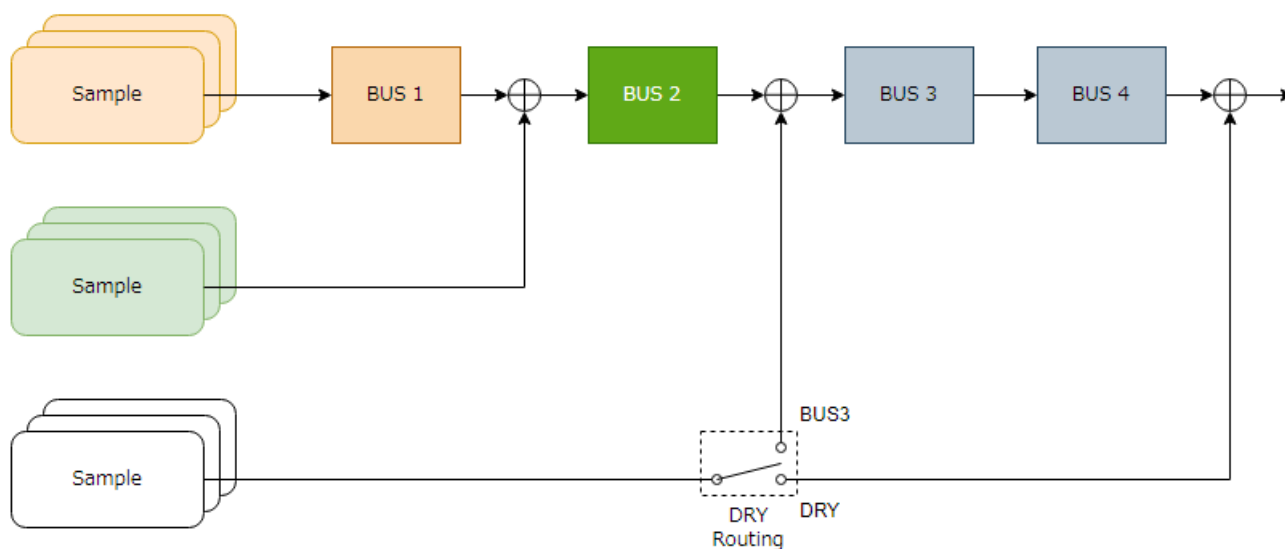 Sample
BUS 1
BUS 2
BUS 3
BUS 4
Sample
BUS3
Sample
DRY
DRY
Routing